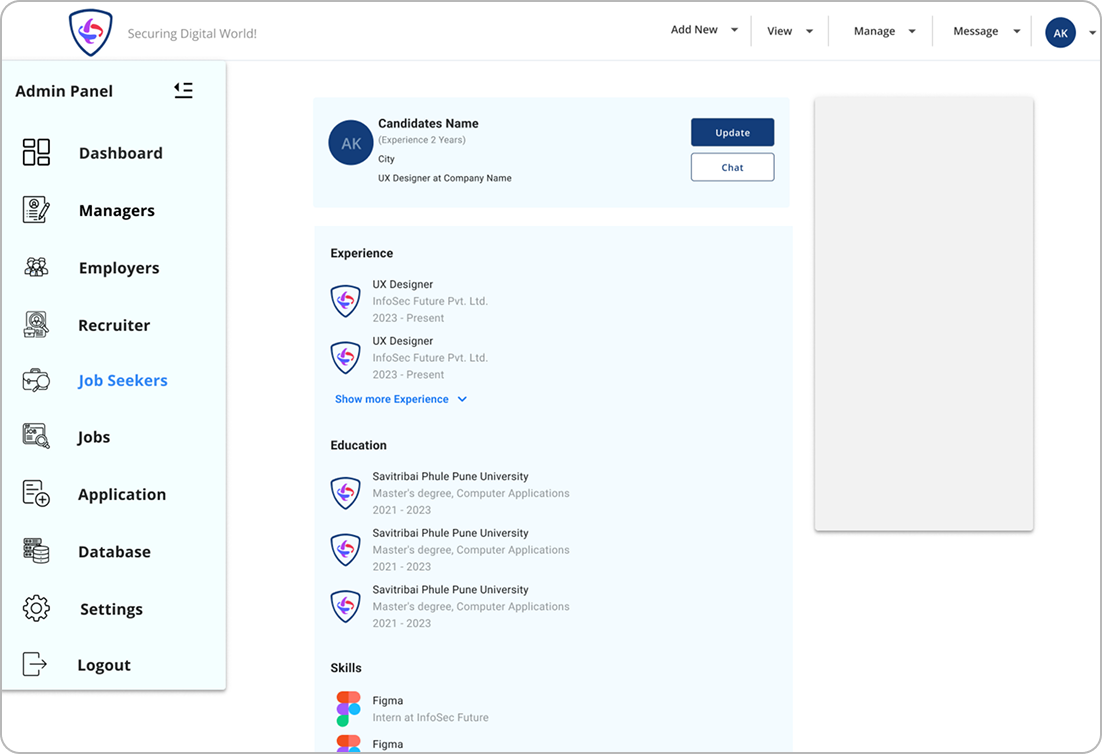 Securing Digital World!
Add New
View
Manage
Message
AK
Admin Panel
Dashboard
Managers
Employers
Recruiter
Job Seekers
Jobs
Application
Database
Settings
Logout
AK
Candidates Name
(Experience 2 Years)
City
UX Designer at Company Name
Update
Chat
Experience
UX Designer
InfoSec Future Pvt. Ltd.
2023 - Present
UX Designer
InfoSec Future Pvt. Ltd.
2023 - Present
Show more Experience
Education
Savitribai Phule Pune University
Master's degree, Computer Applications
2021 - 2023
Savitribai Phule Pune University
Master's degree, Computer Applications
2021 - 2023
Savitribai Phule Pune University
Master's degree, Computer Applications
2021 - 2023
Skills
Figma
Intern at InfoSec Future
Figma